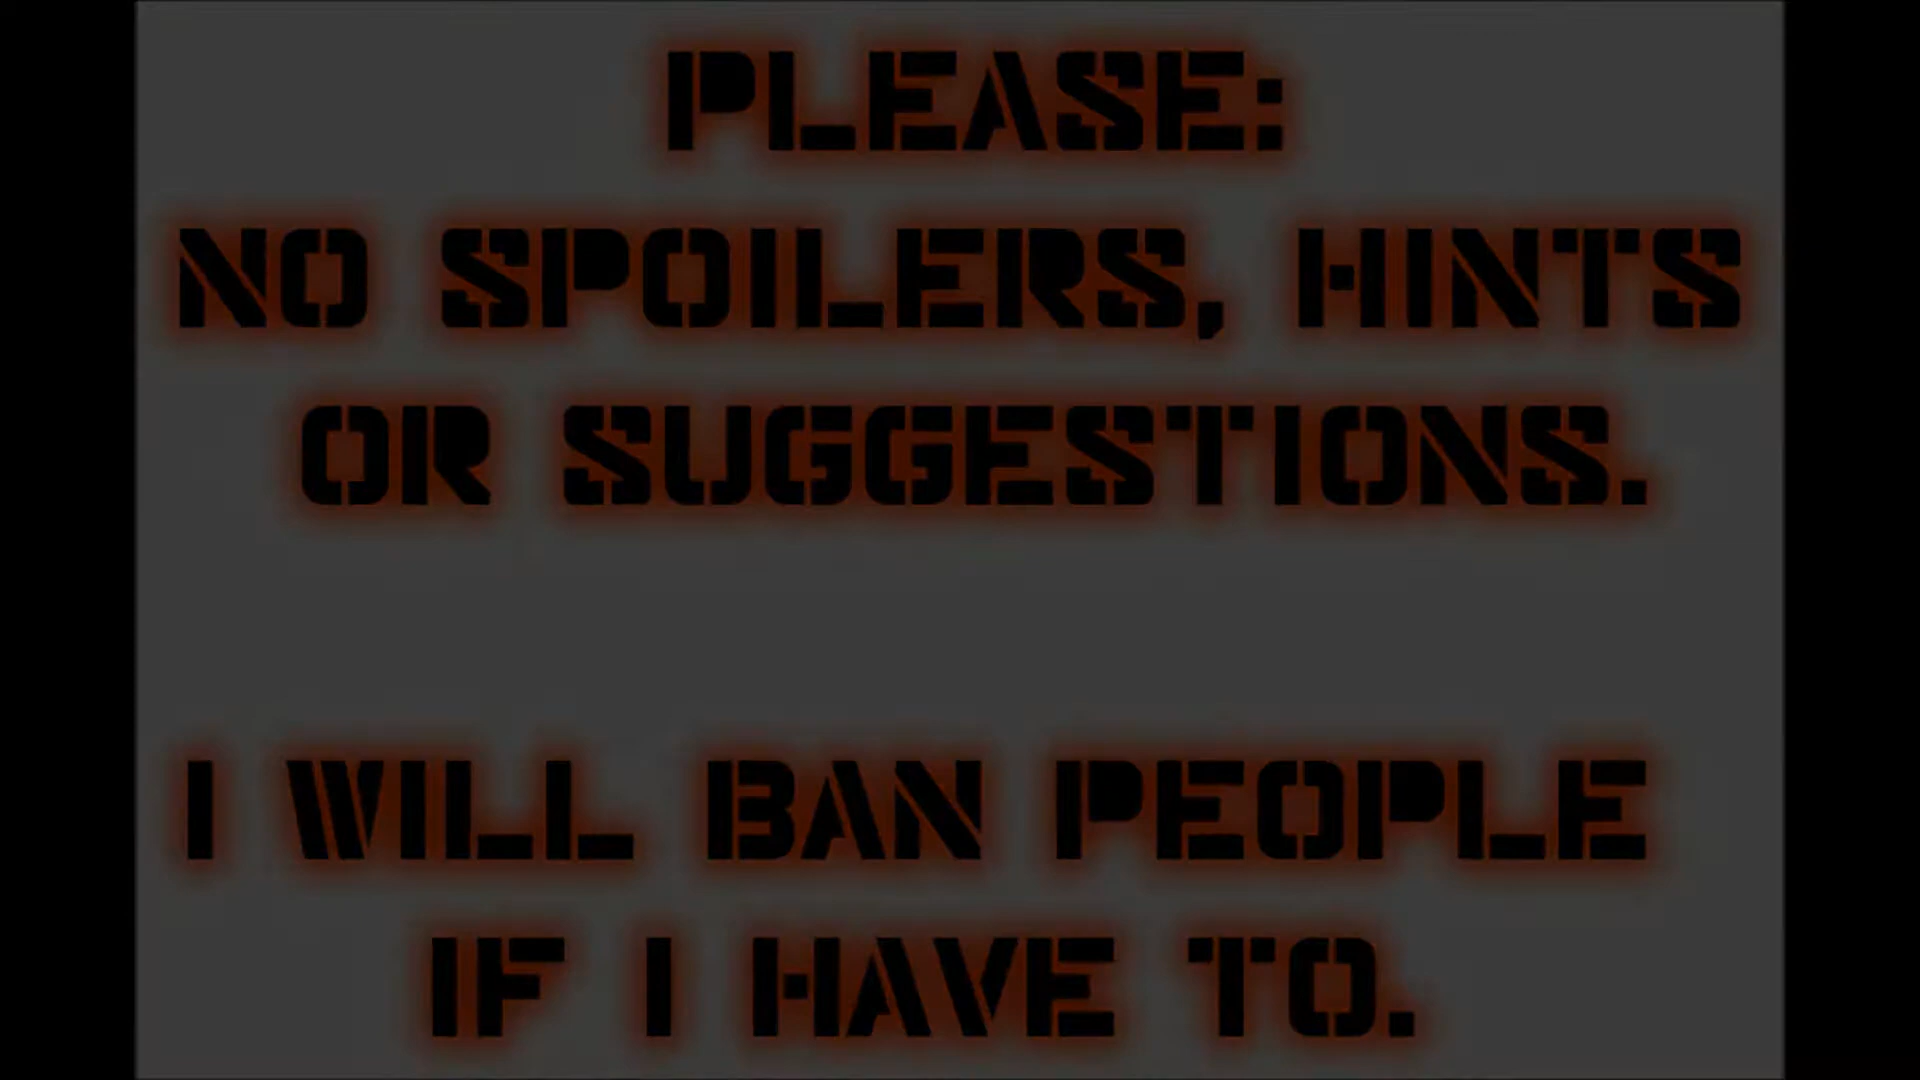 PLEASE:
NO SPOILERS, HINTS
OR SUGGESTIONS.
I WILL BAN PEOPLE
IF I HAVE TO.